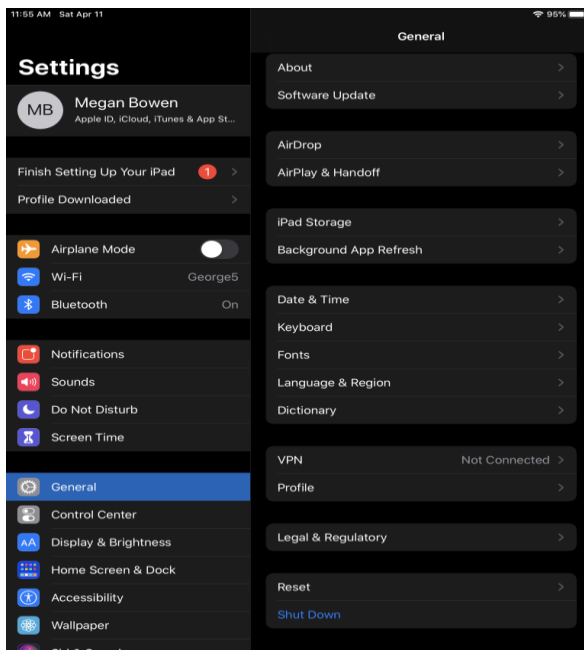 11:55 AM Sat Apr 11
95%
Settings
MB
Megan Bowen
Apple ID, iCloud, iTunes & App St...
Finish Setting Up Your iPad 1
Profile Downloaded
Airplane Mode
Wi-Fi George5
Bluetooth On
Notifications
Sounds
Do Not Disturb
Screen Time
General
Control Center
AA Display & Brightness
Home Screen & Dock
Accessibility
Wallpaper
General
About
Software Update
AirDrop
AirPlay & Handoff
iPad Storage
Background App Refresh
Date & Time
Keyboard
Fonts
Language & Region
Dictionary
VPN Not Connected
Profile
Legal & Regulatory
Reset
Shut Down